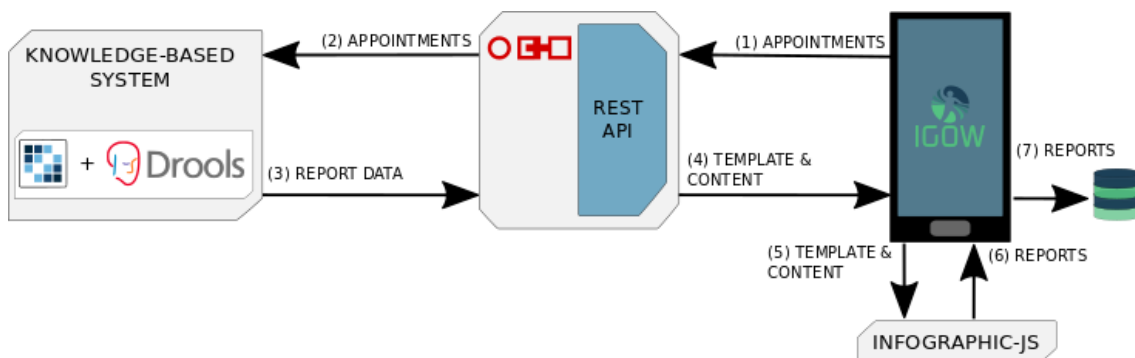 KNOWLEDGE-BASED
SYSTEM
+
Drools
(2) APPOINTMENTS
(3) REPORT DATA
REST
API
(1) APPOINTMENTS
(4) TEMPLATE &
CONTENT
IGOW
(7) REPORTS
(5) TEMPLATE &
CONTENT
(6) REPORTS
INFOGRAPHIC-JS